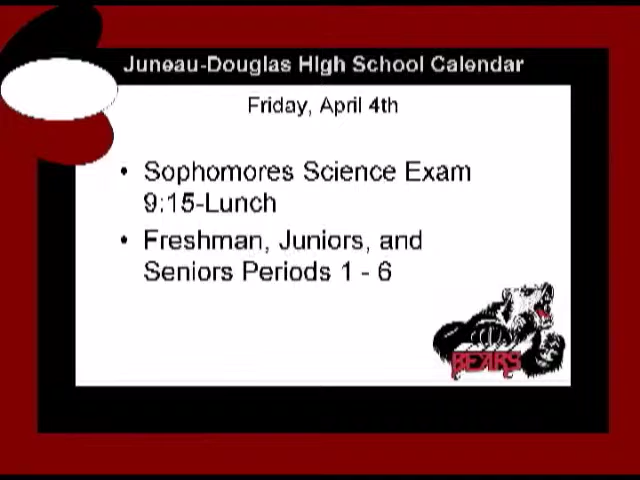 Juneau-Douglas High School Calendar
Friday, April 4th
• Sophomores Science Exam
9:15-Lunch
• Freshman, Juniors, and
Seniors Periods 1 - 6
BEARS